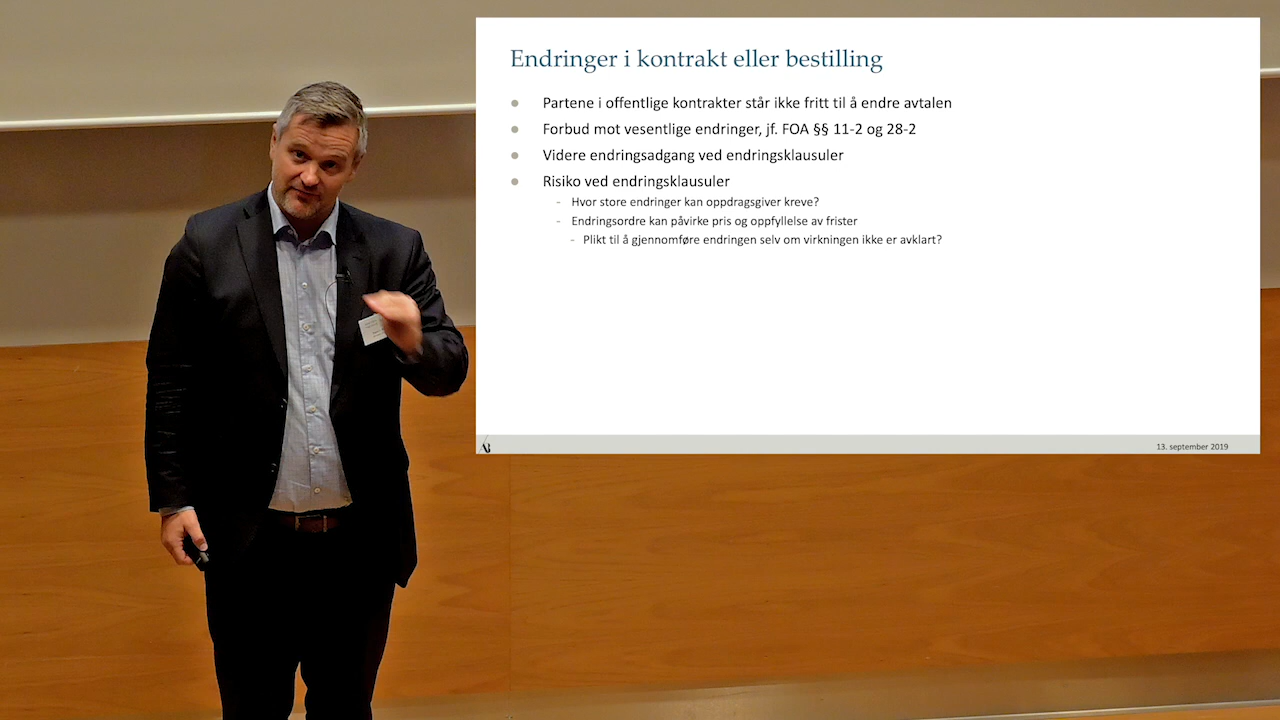 Endringer i kontrakt eller bestilling
Partene i offentlige kontrakter står ikke fritt til å endre avtalen
Forbud mot vesentlige endringer, jf. FOA §§ 11-2 og 28-2
Videre endringsadgang ved endringsklausuler
Risiko ved endringsklausuler
- Hvor store endringer kan oppdragsgiver kreve?
- Endringsordre kan påvirke pris og oppfyllelse av frister
- Plikt til å gjennomføre endringen selv om virkningen ikke er avklart?
13. september 2019